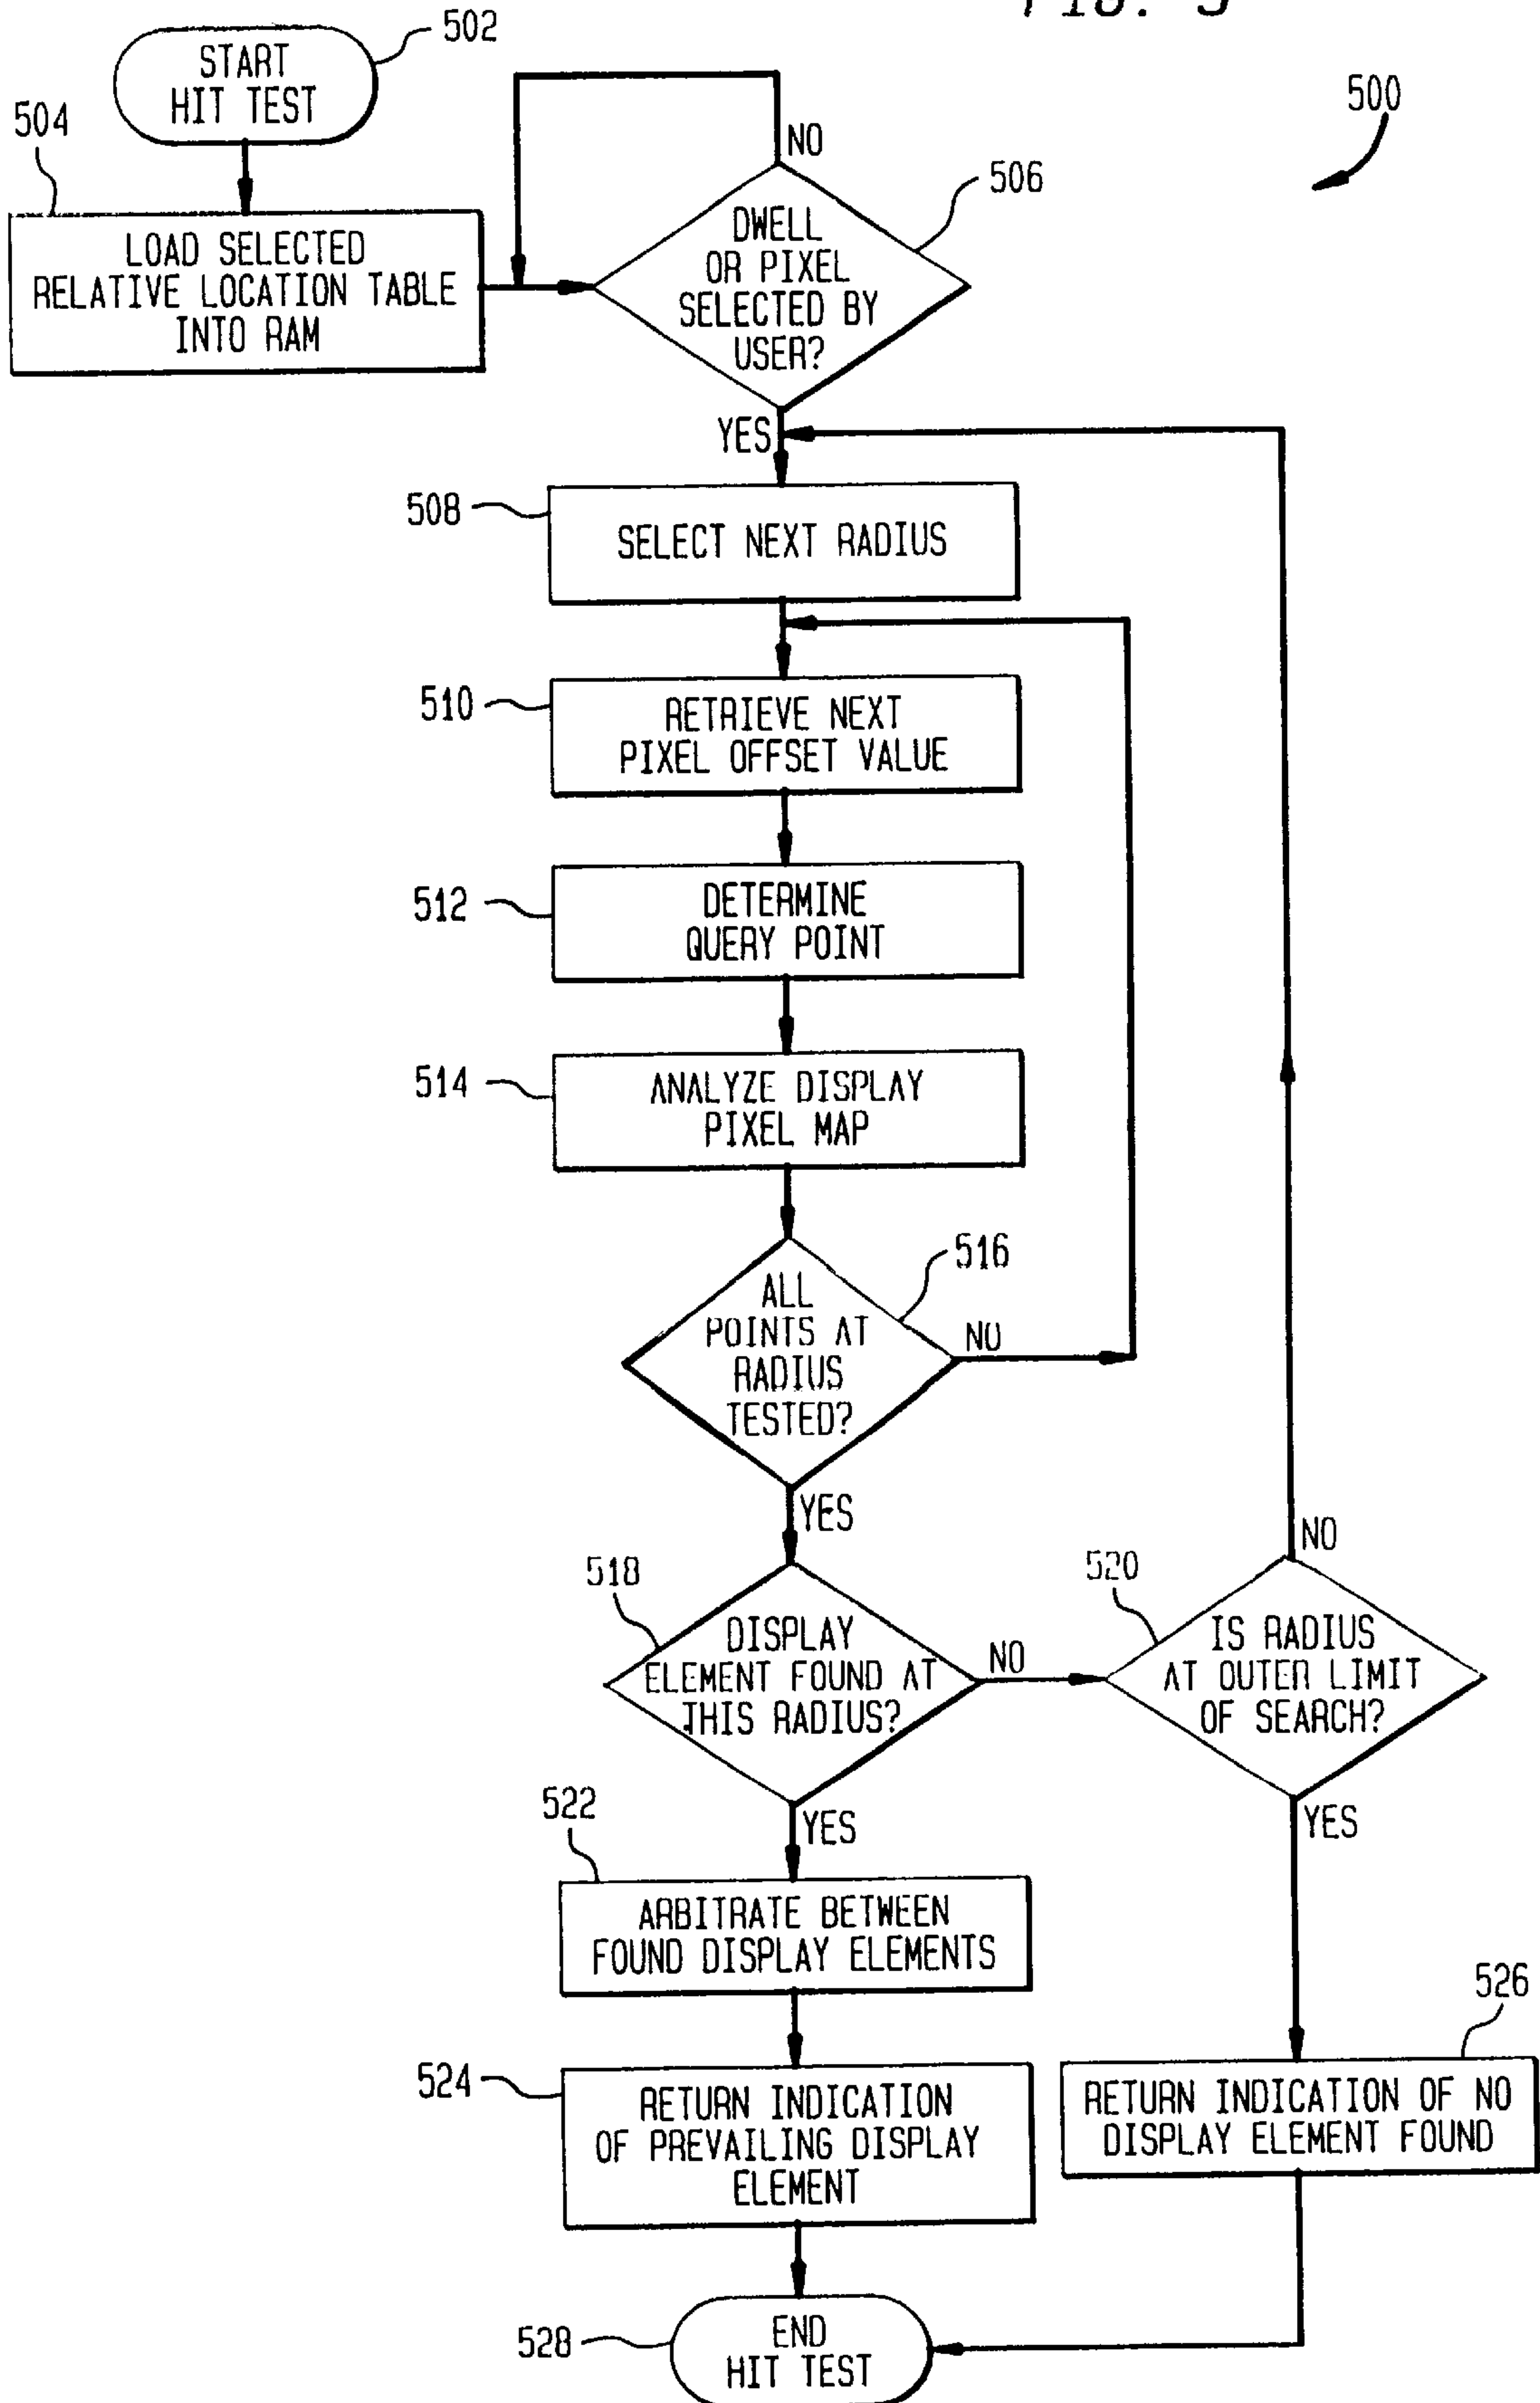 FIG. 5
502
START
HIT TEST
500
504
NO
506
LOAD SELECTED
RELATIVE LOCATION TABLE
INTO RAM
DWELL
OR PIXEL
SELECTED BY
USER?
YES
508
SELECT NEXT RADIUS
510
RETRIEVE NEXT
PIXEL OFFSET VALUE
512
DETERMINE
QUERY POINT
514
ANALYZE DISPLAY
PIXEL MAP
516
ALL
POINTS AT
RADIUS
TESTED?
NO
YES
NO
518
520
DISPLAY
ELEMENT FOUND AT
THIS RADIUS?
NO
IS RADIUS
AT OUTER LIMIT
OF SEARCH?
522
YES
YES
ARBITRATE BETWEEN
FOUND DISPLAY ELEMENTS
526
524
RETURN INDICATION
OF PREVAILING DISPLAY
ELEMENT
RETURN INDICATION OF NO
DISPLAY ELEMENT FOUND
528
END
HIT TEST